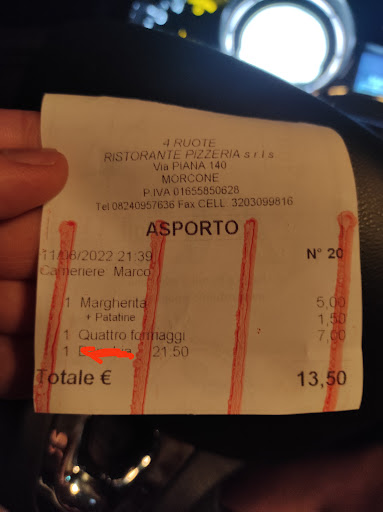 4 RUOTE
RISTORANTE PIZZERIA s r l s
Via PIANA 140
MORCONE
P.IVA 01655850628
Tel 08240957636 Fax CELL 3203099816
ASPORTO
11/08/2022 21:39 N° 20
Cameriere Marco
1 Margherita 5,00
+ Patatine 1,50
1 Quattro formaggi 7,00
1 21:50
Totale € 13,50